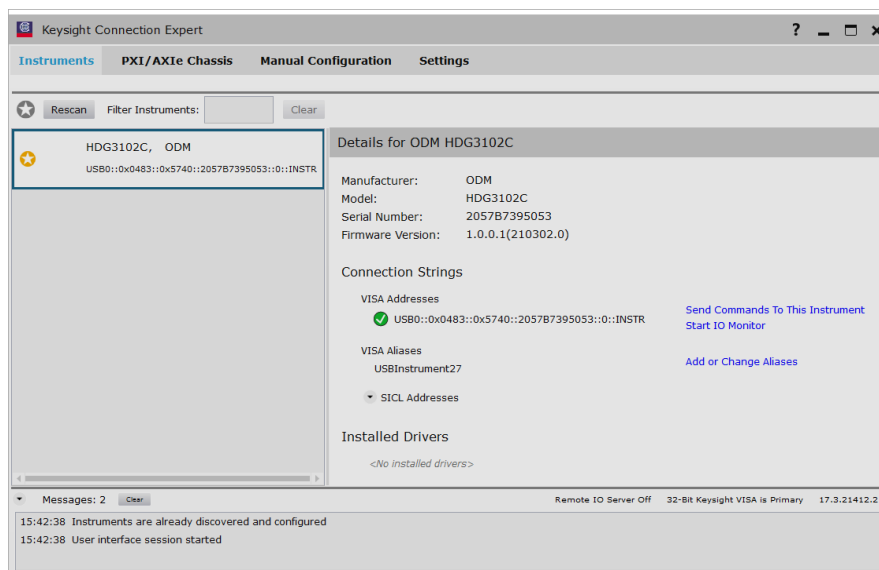 Keysight Connection Expert
?
Instruments PXI/AXIe Chassis Manual Configuration Settings
Rescan Filter Instruments: Clear
HDG3102C, ODM
USB0::0x0483::0x5740::2057B7395053::0::INSTR
Details for ODM HDG3102C
Manufacturer: ODM
Model: HDG3102C
Serial Number: 2057B7395053
Firmware Version: 1.0.0.1(210302.0)
Connection Strings
VISA Addresses
USB0::0x0483::0x5740::2057B7395053::0::INSTR
Send Commands To This Instrument
Start IO Monitor
VISA Aliases
USBInstrument27
Add or Change Aliases
SICL Addresses
Installed Drivers
<No installed drivers>
Messages: 2 Clear Remote IO Server Off 32-Bit Keysight VISA is Primary 17.3.21412.2
15:42:38 Instruments are already discovered and configured
15:42:38 User interface session started